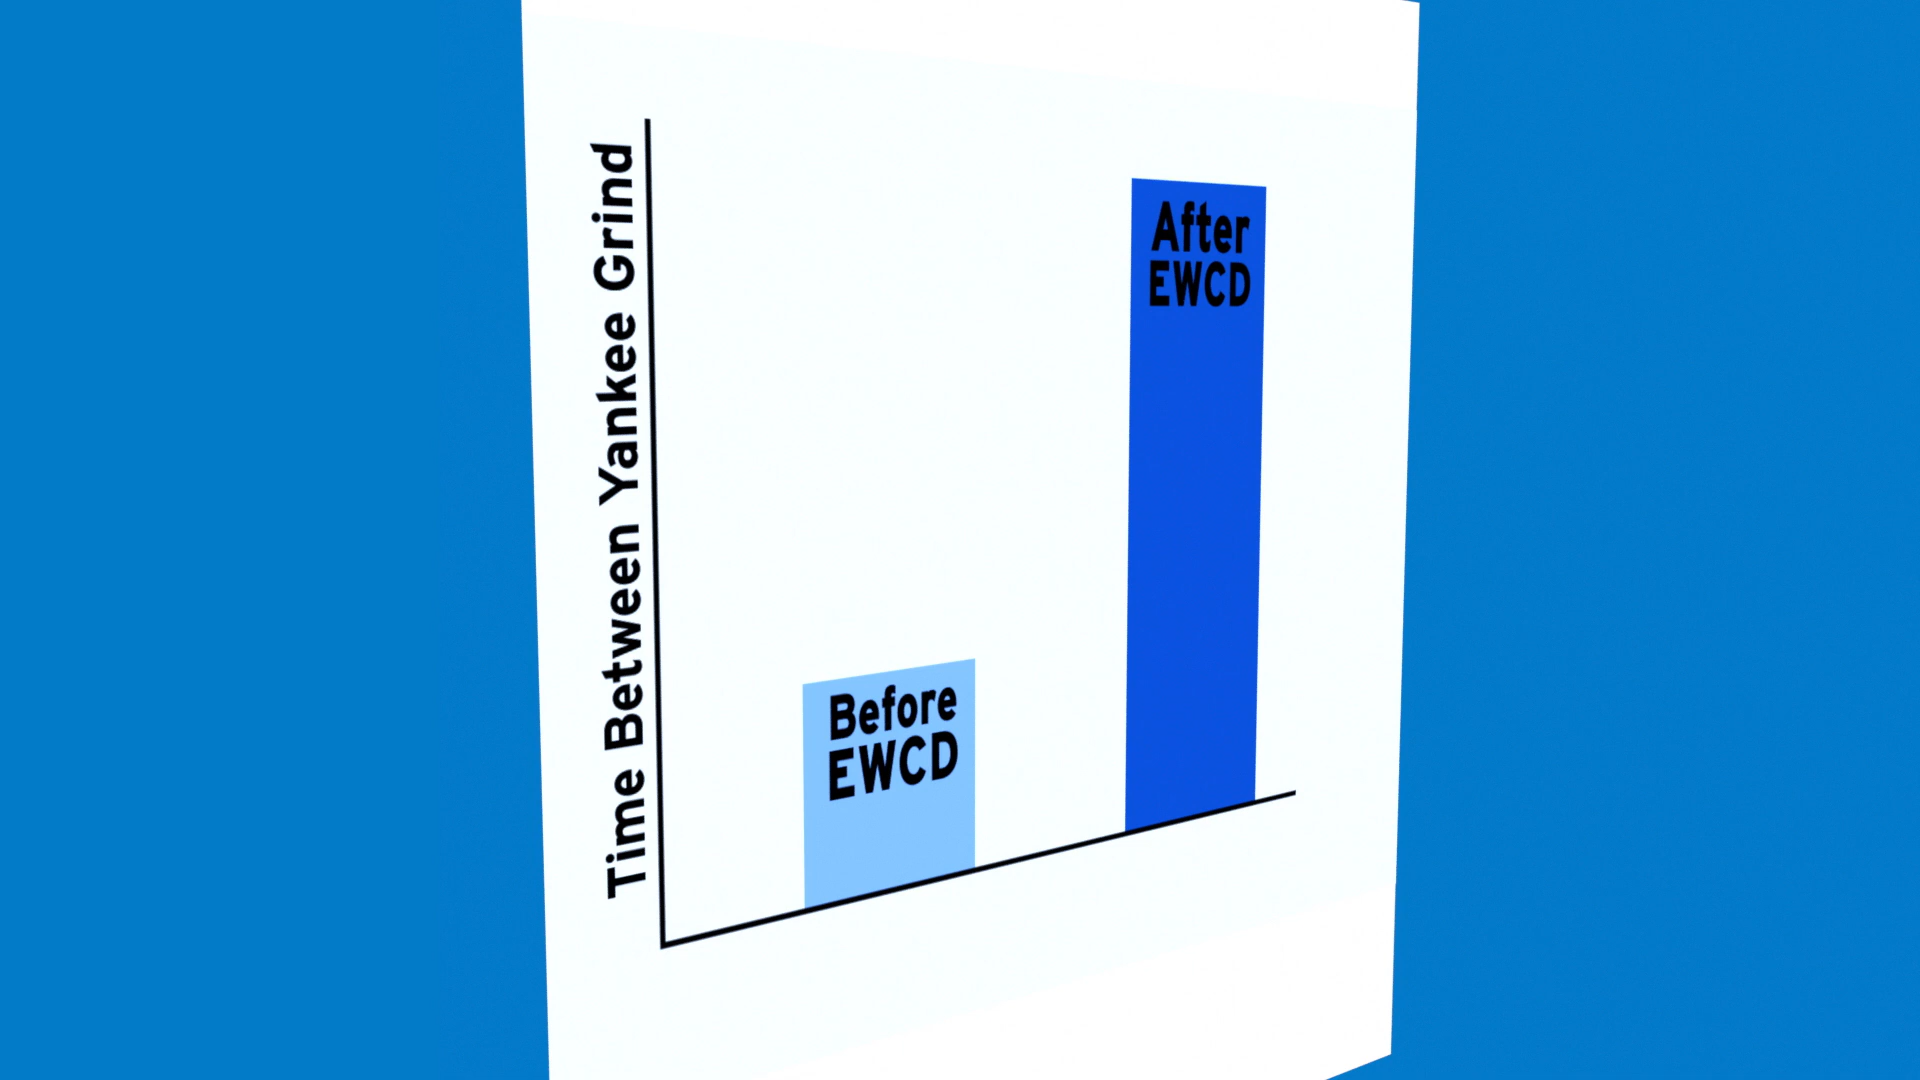 Time Between Yankee Grind
Before
EWCD
After
EWCD